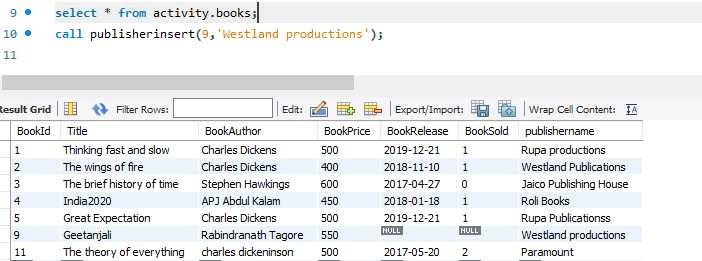 9 select * from activity.books;
10 call publisherinsert(9,'Westland productions');
11
Result Grid Filter Rows: Edit: Export/Import: Wrap Cell Content:
BookId Title BookAuthor BookPrice BookRelease BookSold publishername
1 Thinking fast and slow Charles Dickens 500 2019-12-21 1 Rupa productions
2 The wings of fire Charles Dickens 400 2018-11-10 1 Westland Publications
3 The brief history of time Stephen Hawkings 600 2017-04-27 0 Jaico Publishing House
4 India2020 APJ Abdul Kalam 450 2018-01-18 1 Roli Books
5 Great Expectation Charles Dickens 500 2019-12-21 1 Rupa Publicationss
9 Geetanjali Rabindranath Tagore 550 NULL NULL Westland productions
11 The theory of everything charles dickeninson 500 2017-05-20 2 Paramount